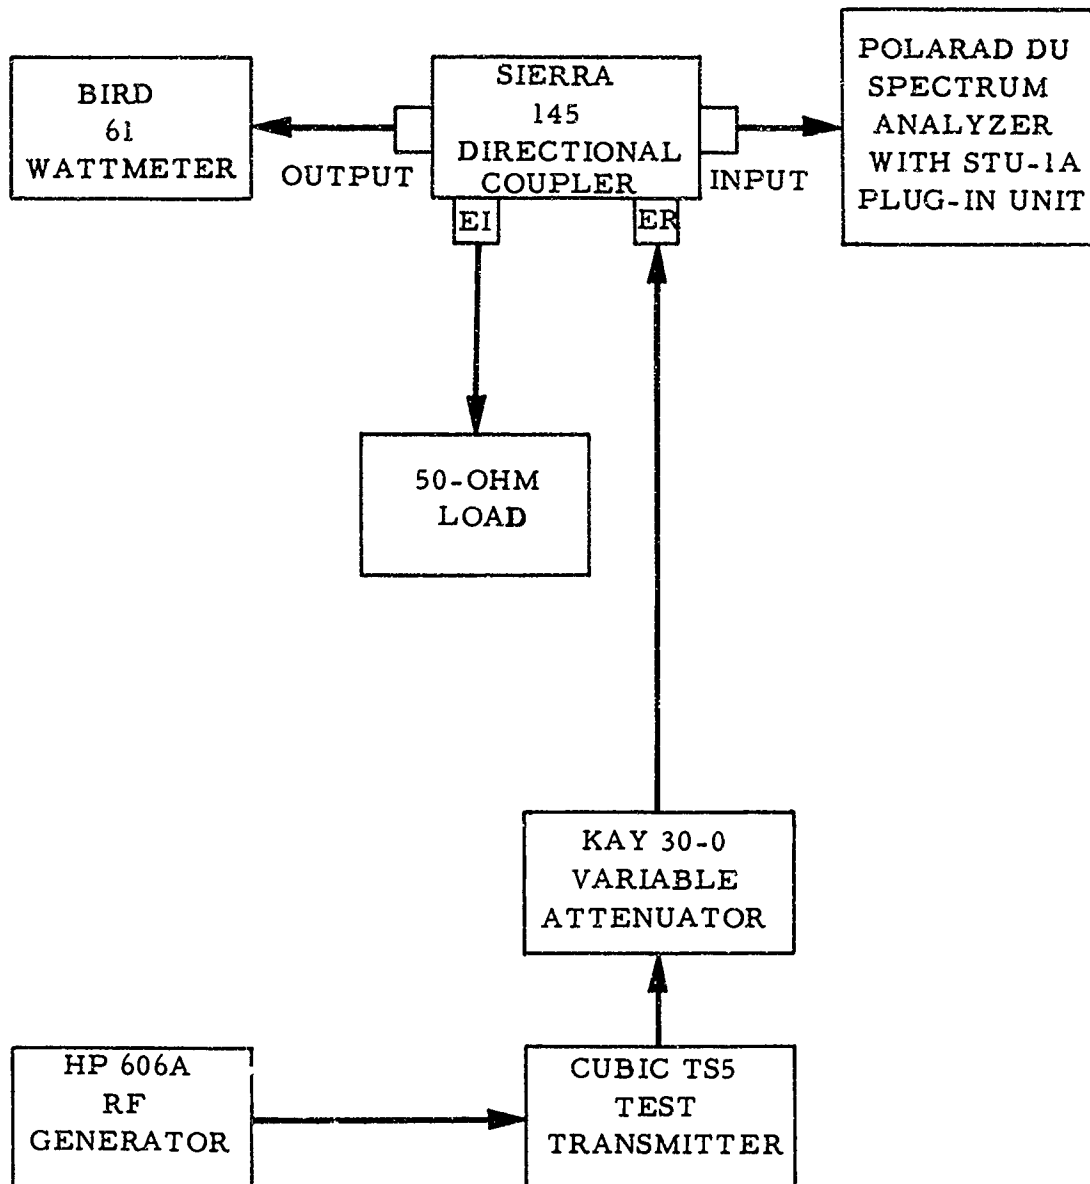 BIRD
61
WATTMETER
OUTPUT
SIERRA
145
DIRECTIONAL
COUPLER
INPUT
EI
ER
POLARAD DU
SPECTRUM
ANALYZER
WITH STU-1A
PLUG-IN UNIT
50-OHM
LOAD
KAY 30-0
VARIABLE
ATTENUATOR
HP 606A
RF
GENERATOR
CUBIC TS5
TEST
TRANSMITTER